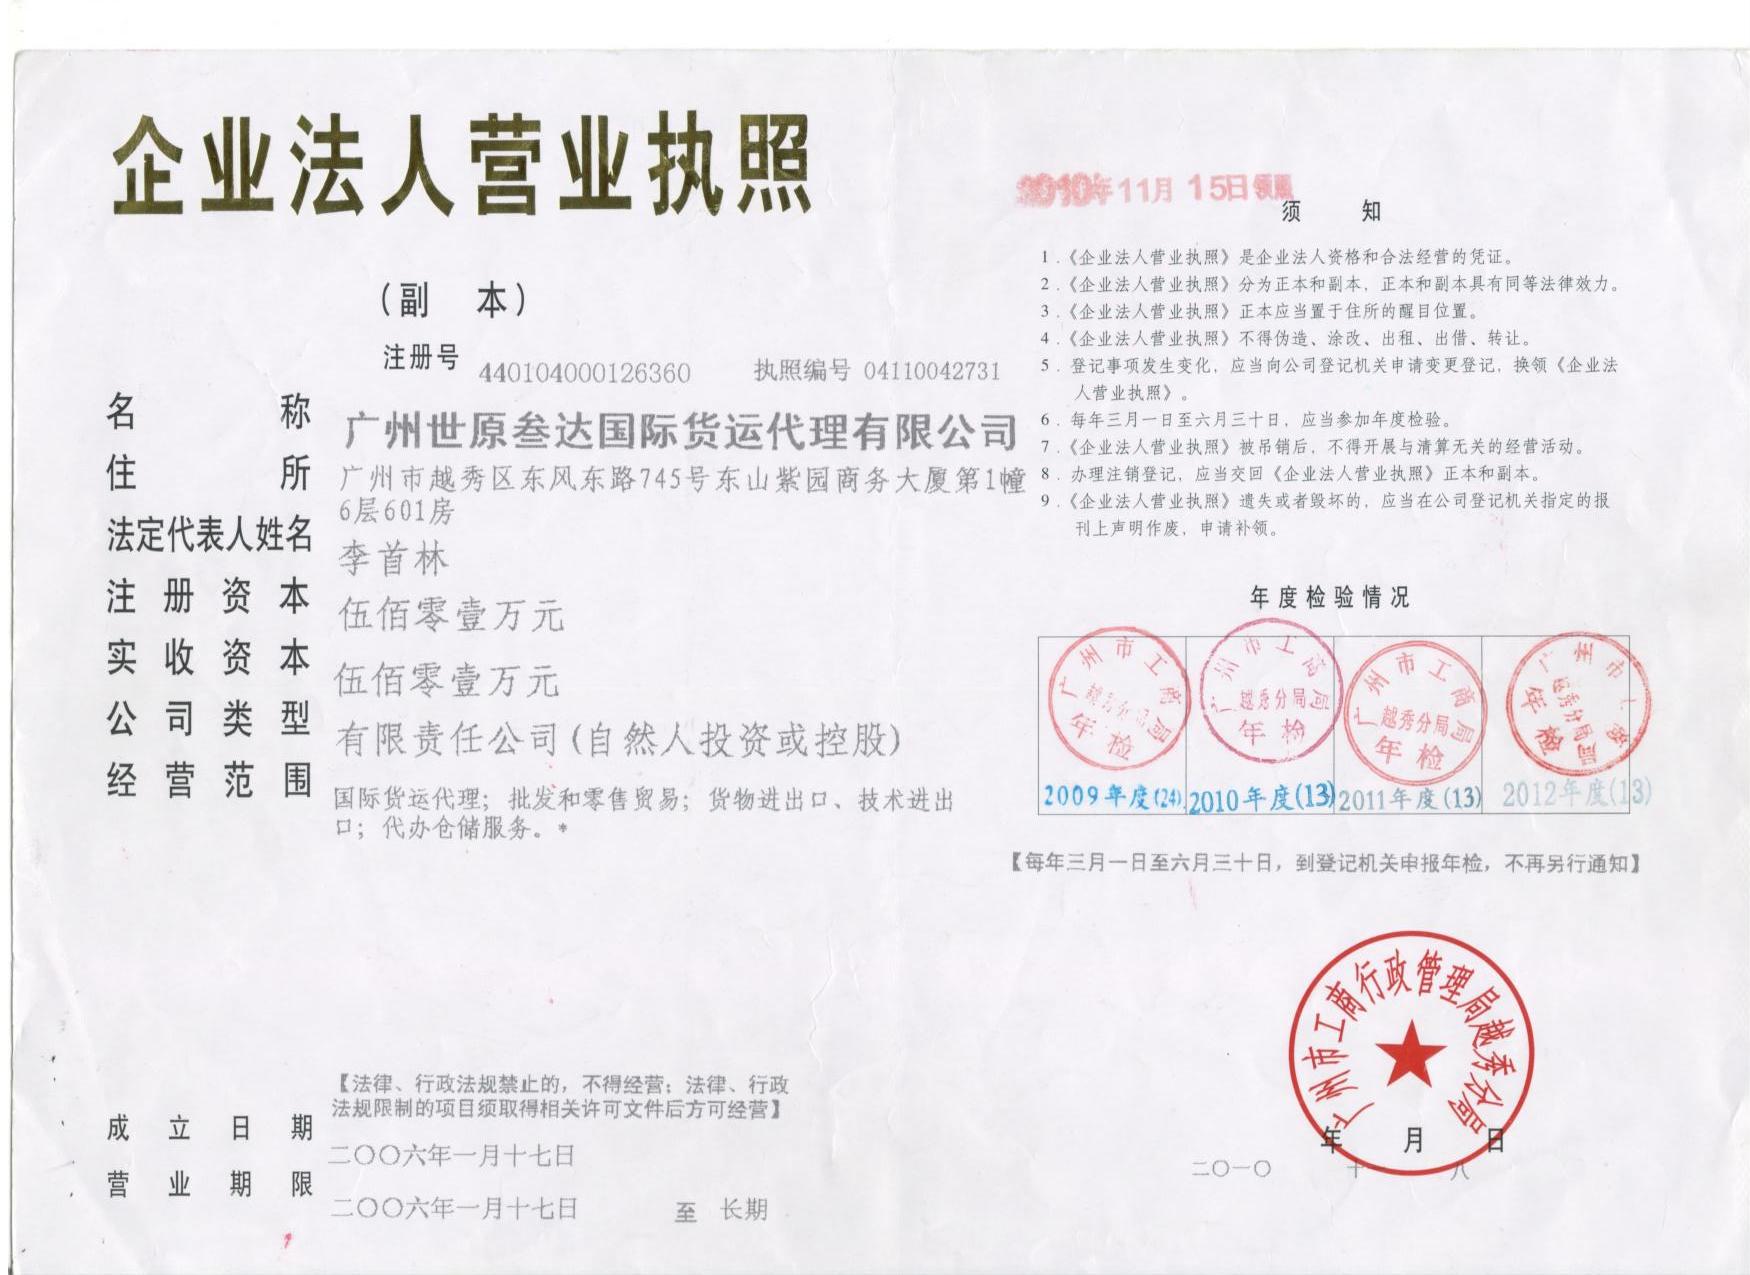 企业法人营业执照
（副 本）
注册号 440104000126360 执照编号 04110042731
名 称 广州世原叁达国际货运代理有限公司
住 所 广州市越秀区东风东路745号东山紫园商务大厦第1幢
6层601房
法定代表人姓名 李首林
注 册 资 本 伍佰零壹万元
实 收 资 本 伍佰零壹万元
公 司 类 型 有限责任公司(自然人投资或控股)
经 营 范 围 国际货运代理；批发和零售贸易；货物进出口、技术进出
口；代办仓储服务。*
【法律、行政法规禁止的，不得经营；法律、行政
法规限制的项目须取得相关许可文件后方可经营】
成 立 日 期 二〇〇六年一月十七日
营 业 期 限 二〇〇六年一月十七日 至 长期
2010年11月15日领照
须 知
1．《企业法人营业执照》是企业法人资格和合法经营的凭证。
2．《企业法人营业执照》分为正本和副本，正本和副本具有同等法律效力。
3．《企业法人营业执照》正本应当置于住所的醒目位置。
4．《企业法人营业执照》不得伪造、涂改、出租、出借、转让。
5．登记事项发生变化，应当向公司登记机关申请变更登记，换领《企业法
人营业执照》。
6．每年三月一日至六月三十日，应当参加年度检验。
7．《企业法人营业执照》被吊销后，不得开展与清算无关的经营活动。
8．办理注销登记，应当交回《企业法人营业执照》正本和副本。
9．《企业法人营业执照》遗失或者毁坏的，应当在公司登记机关指定的报
刊上声明作废，申请补领。
年度检验情况
广州市工商局 广州市工商局 广州市工商局 广州市工商局
越秀分局 越秀分局 越秀分局 越秀分局
年检 年检 年检 年检
2009年度(24) 2010年度(13) 2011年度(13) 2012年度(13)
【每年三月一日至六月三十日，到登记机关申报年检，不再另行通知】
广州市工商行政管理局越秀分局
年 月 日
二〇一〇 十一 八